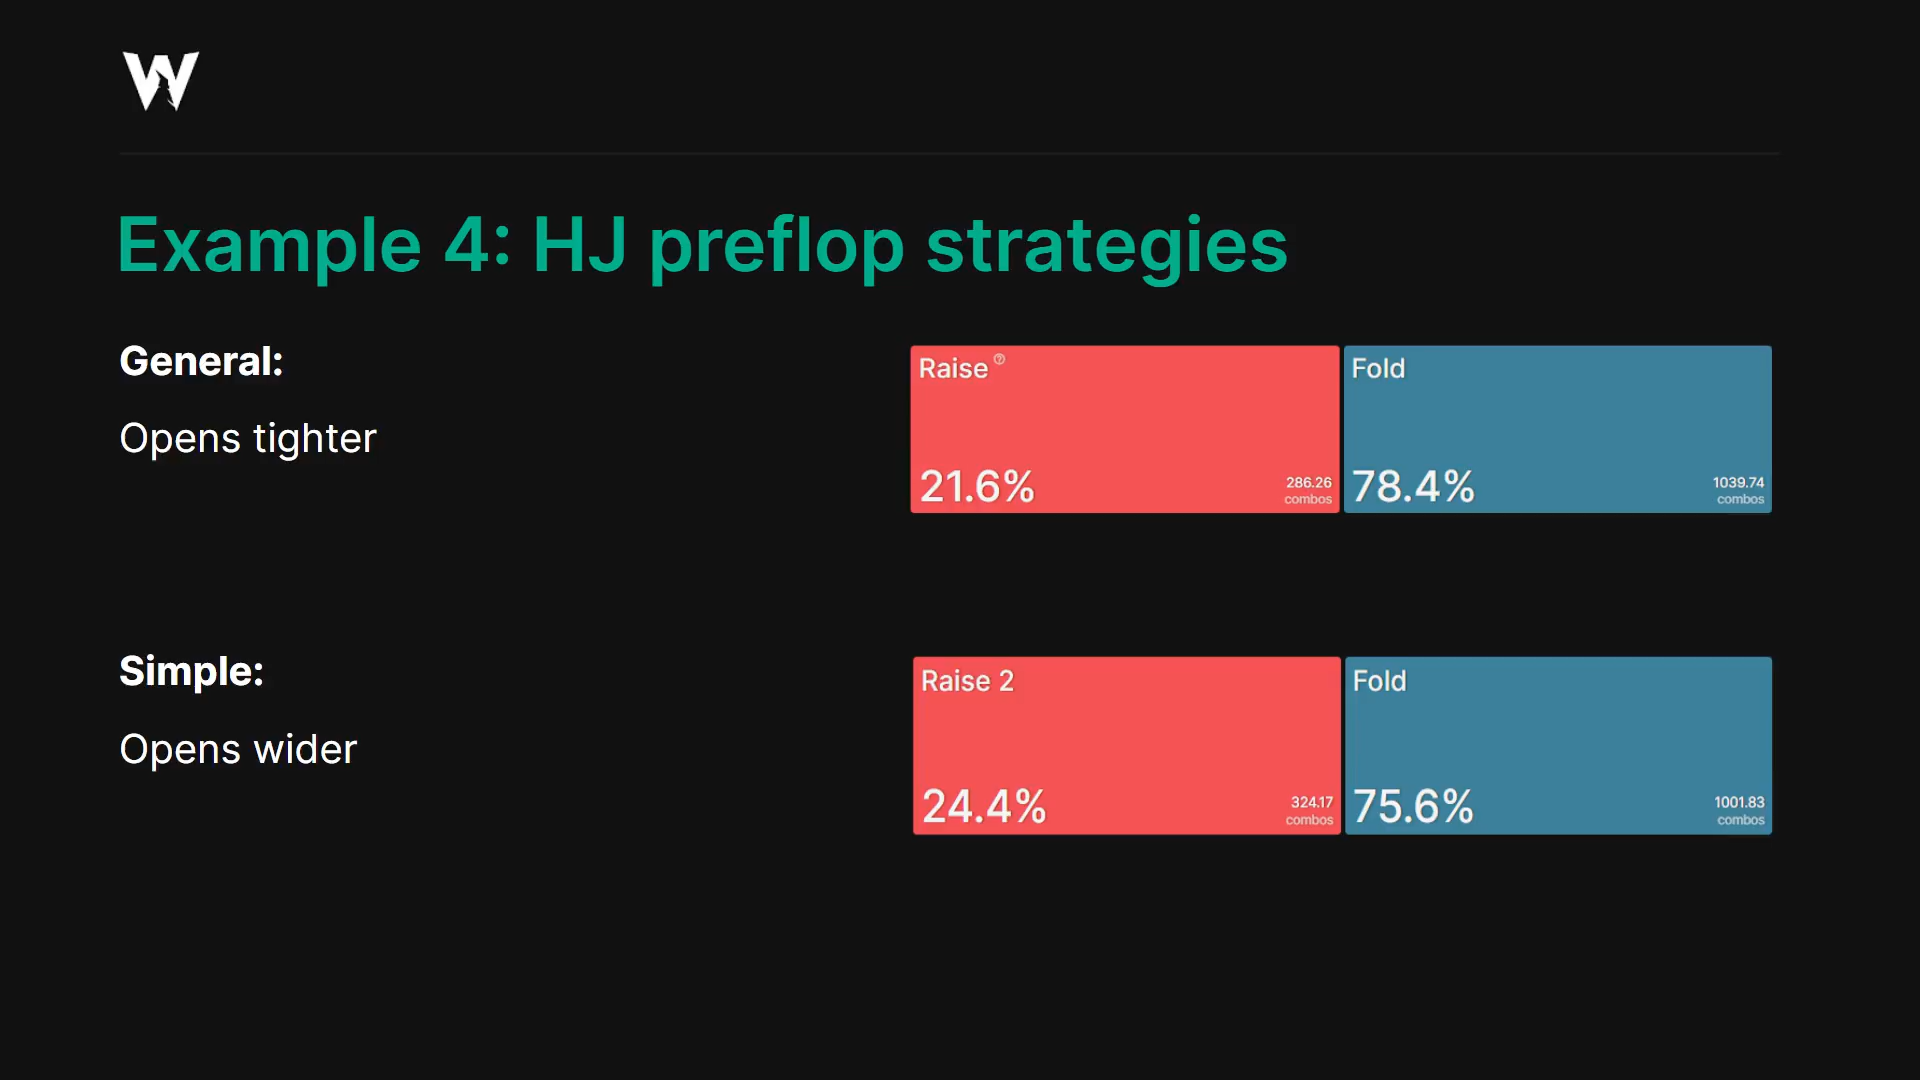 W
Example 4: HJ preflop strategies
General:
Opens tighter
Raise
Fold
21.6%
286.26
combos
78.4%
1039.74
combos
Simple:
Opens wider
Raise 2
Fold
24.4%
324.17
combos
75.6%
1001.83
combos